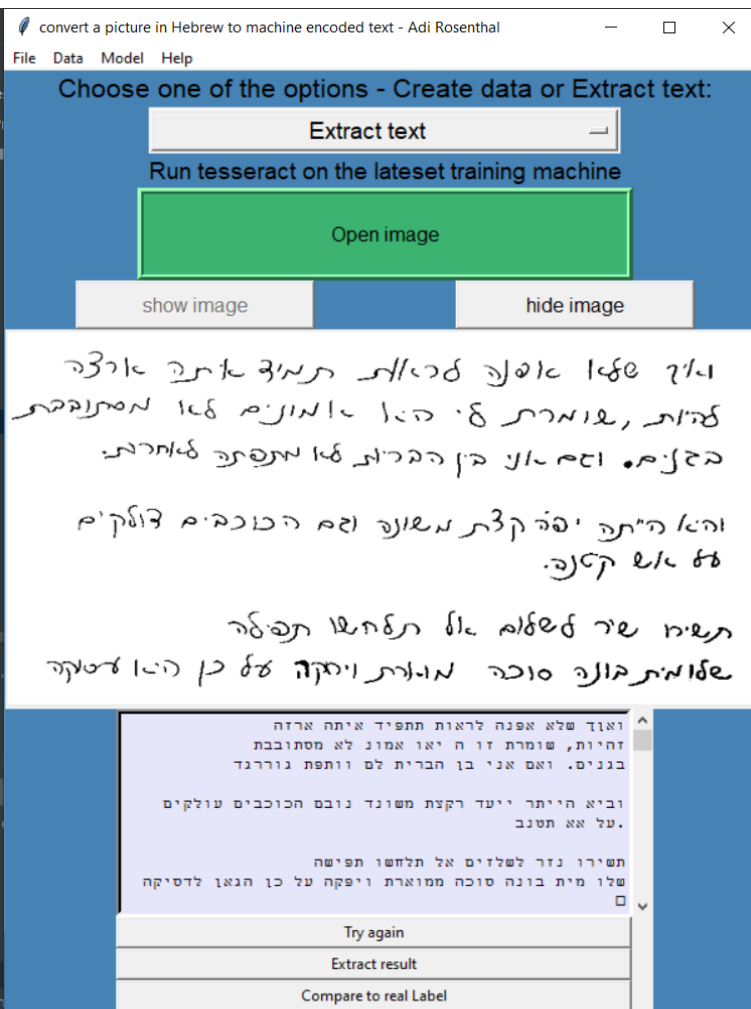 convert a picture in Hebrew to machine encoded text - Adi Rosenthal
File Data Model Help
Choose one of the options - Create data or Extract text:
Extract text
Run tesseract on the lateset training machine
Open image
show image hide image
ואיך שלא אפנה לראות תמיד איתה ארצה
להיות, שומרת לי היא אמונים לא מסתובבת
בגנים. וגם אני בין הבריות לא מתפתה לאחרות.
והיא הייתה יפה קצת משונה וגם הכוכבים דולקים
על אש קטנה.
תשירו שיר לשלום אל תלחשו תפילה
שלומית בונה סוכה מוארת וירוקה על כן היא עסוקה
ואוךך שלא אפנה לראות תתפיד איתה ארזה
זהיות, שומרת זו ה יאו אמונ לא מסתובבת
בגנים. ואם אני בן הברית לם וותפת גוררגד
וביא הייתר ייעד רקצת משונד נובם הכוכבים עולקים
.על אא תטנב
תשירו נזר לשלזים אל תלחשו תפישה
שלו מית בונה סוכה ממוארת ויפקה על כן הגאן לדסיקה
Try again
Extract result
Compare to real Label